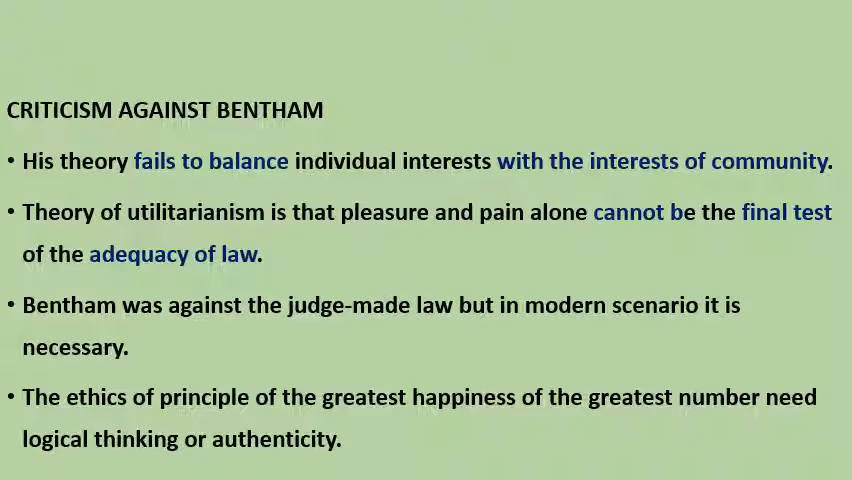 CRITICISM AGAINST BENTHAM
• His theory fails to balance individual interests with the interests of community.
• Theory of utilitarianism is that pleasure and pain alone cannot be the final test
of the adequacy of law.
• Bentham was against the judge-made law but in modern scenario it is
necessary.
• The ethics of principle of the greatest happiness of the greatest number need
logical thinking or authenticity.